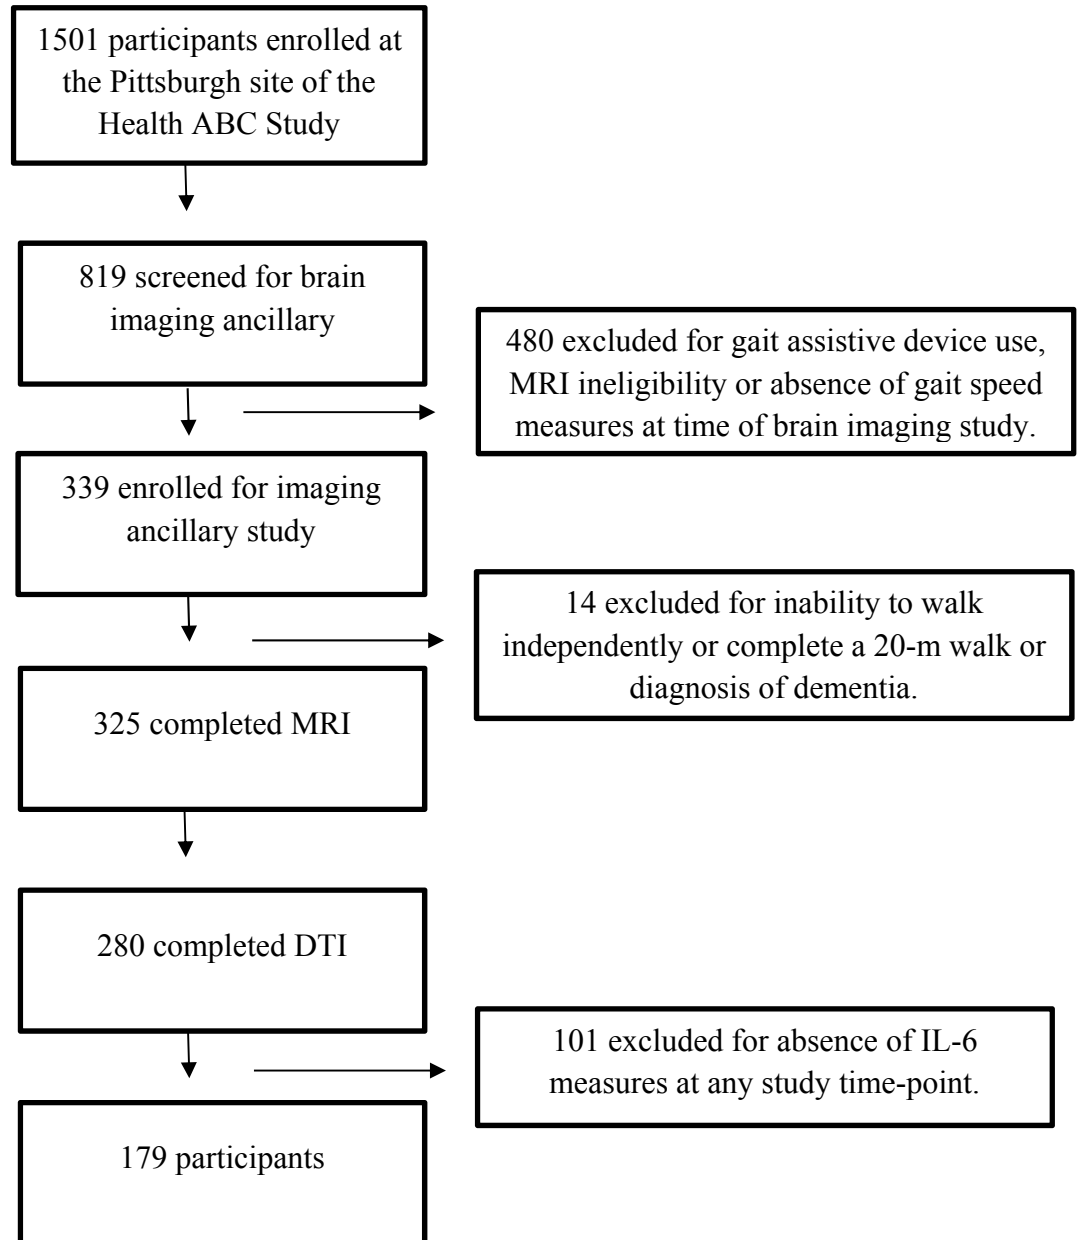 1501 participants enrolled at
the Pittsburgh site of the
Health ABC Study
819 screened for brain
imaging ancillary
480 excluded for gait assistive device use,
MRI ineligibility or absence of gait speed
measures at time of brain imaging study.
339 enrolled for imaging
ancillary study
14 excluded for inability to walk
independently or complete a 20-m walk or
diagnosis of dementia.
325 completed MRI
280 completed DTI
101 excluded for absence of IL-6
measures at any study time-point.
179 participants